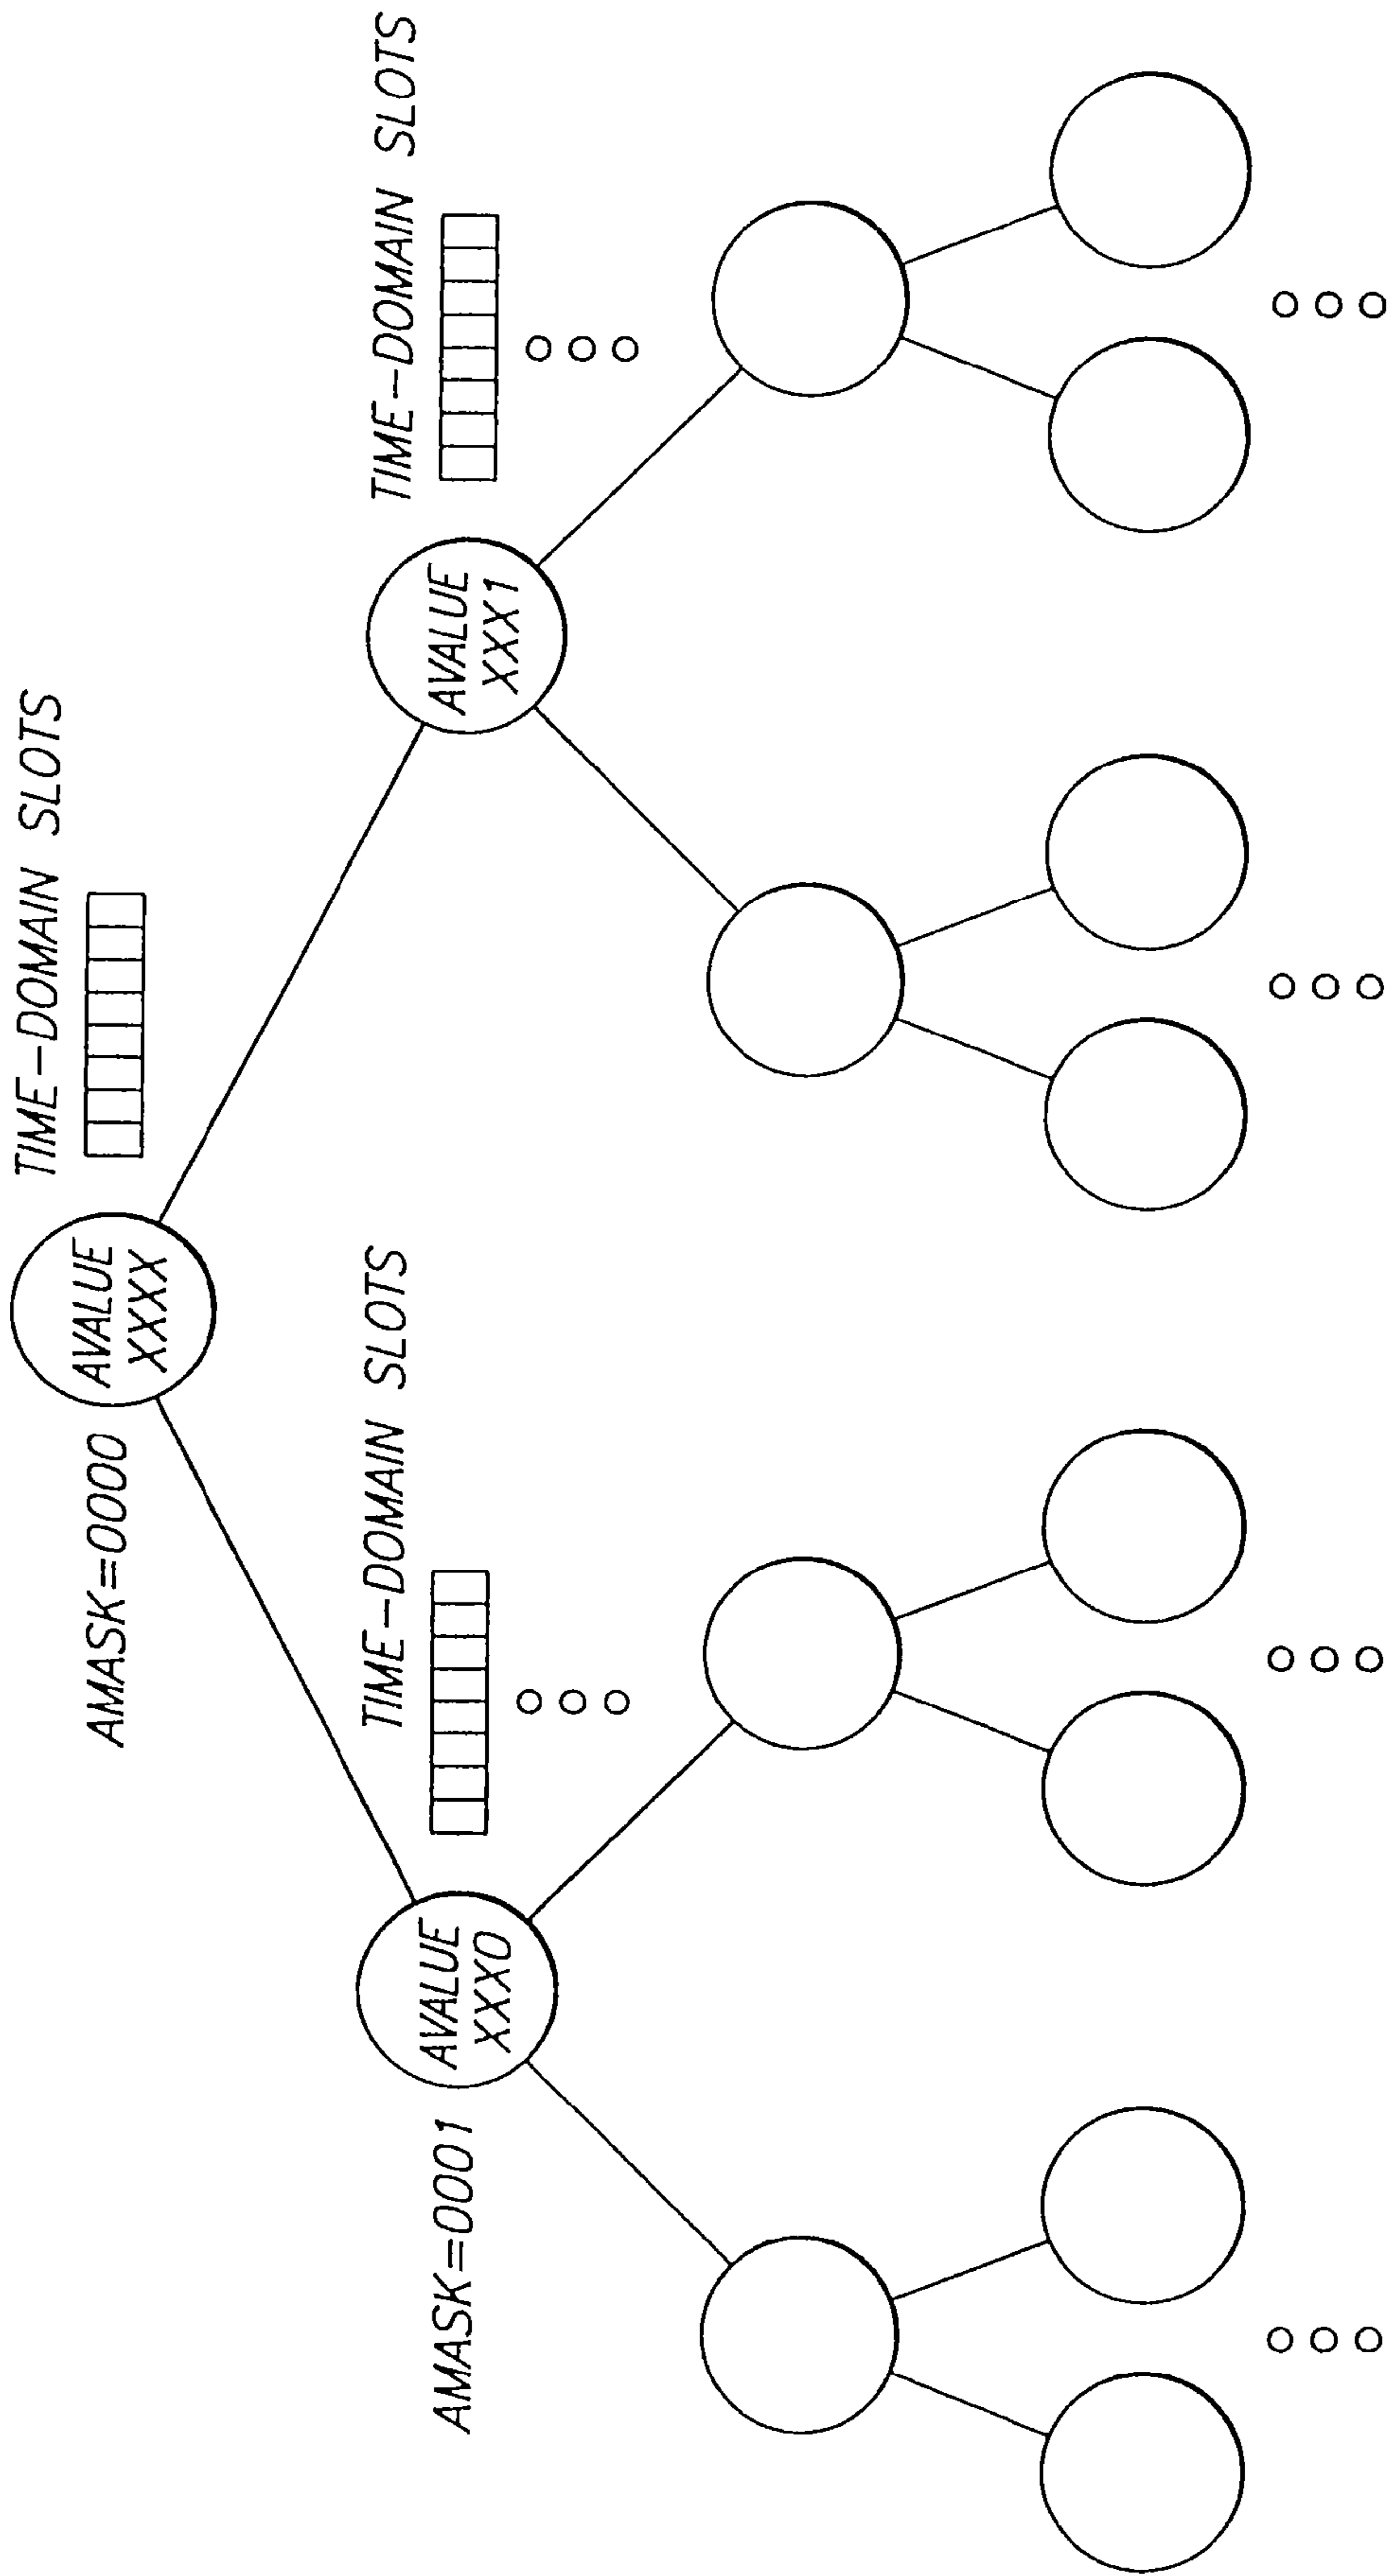 TIME-DOMAIN SLOTS
AMASK=0000
AVALUE
XXXX
TIME-DOMAIN SLOTS
TIME-DOMAIN SLOTS
AMASK=0001
AVALUE
XXX0
AVALUE
XXX1